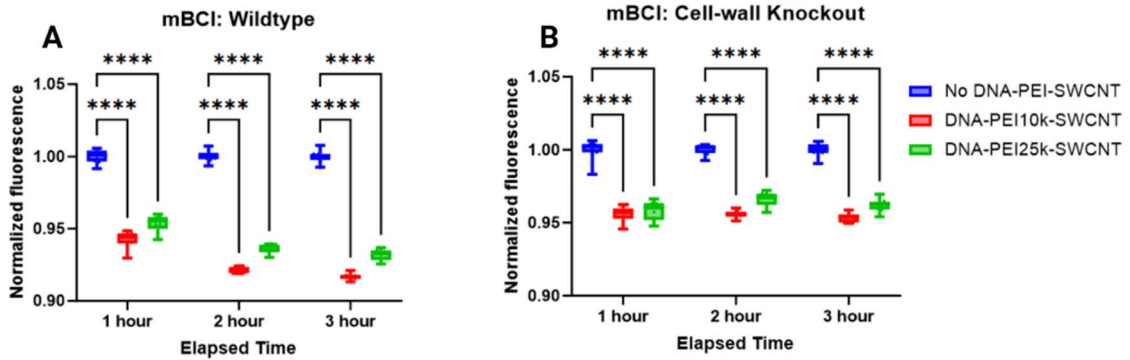 A
mBCI: Wildtype
Normalized fluorescence
1.05
1.00
0.95
0.90
****
****
****
****
****
****
1 hour
2 hour
3 hour
Elapsed Time
B
mBCI: Cell-wall Knockout
Normalized fluorescence
1.05
1.00
0.95
0.90
****
****
****
****
****
****
1 hour
2 hour
3 hour
Elapsed Time
No DNA-PEI-SWCNT
DNA-PEI10k-SWCNT
DNA-PEI25k-SWCNT